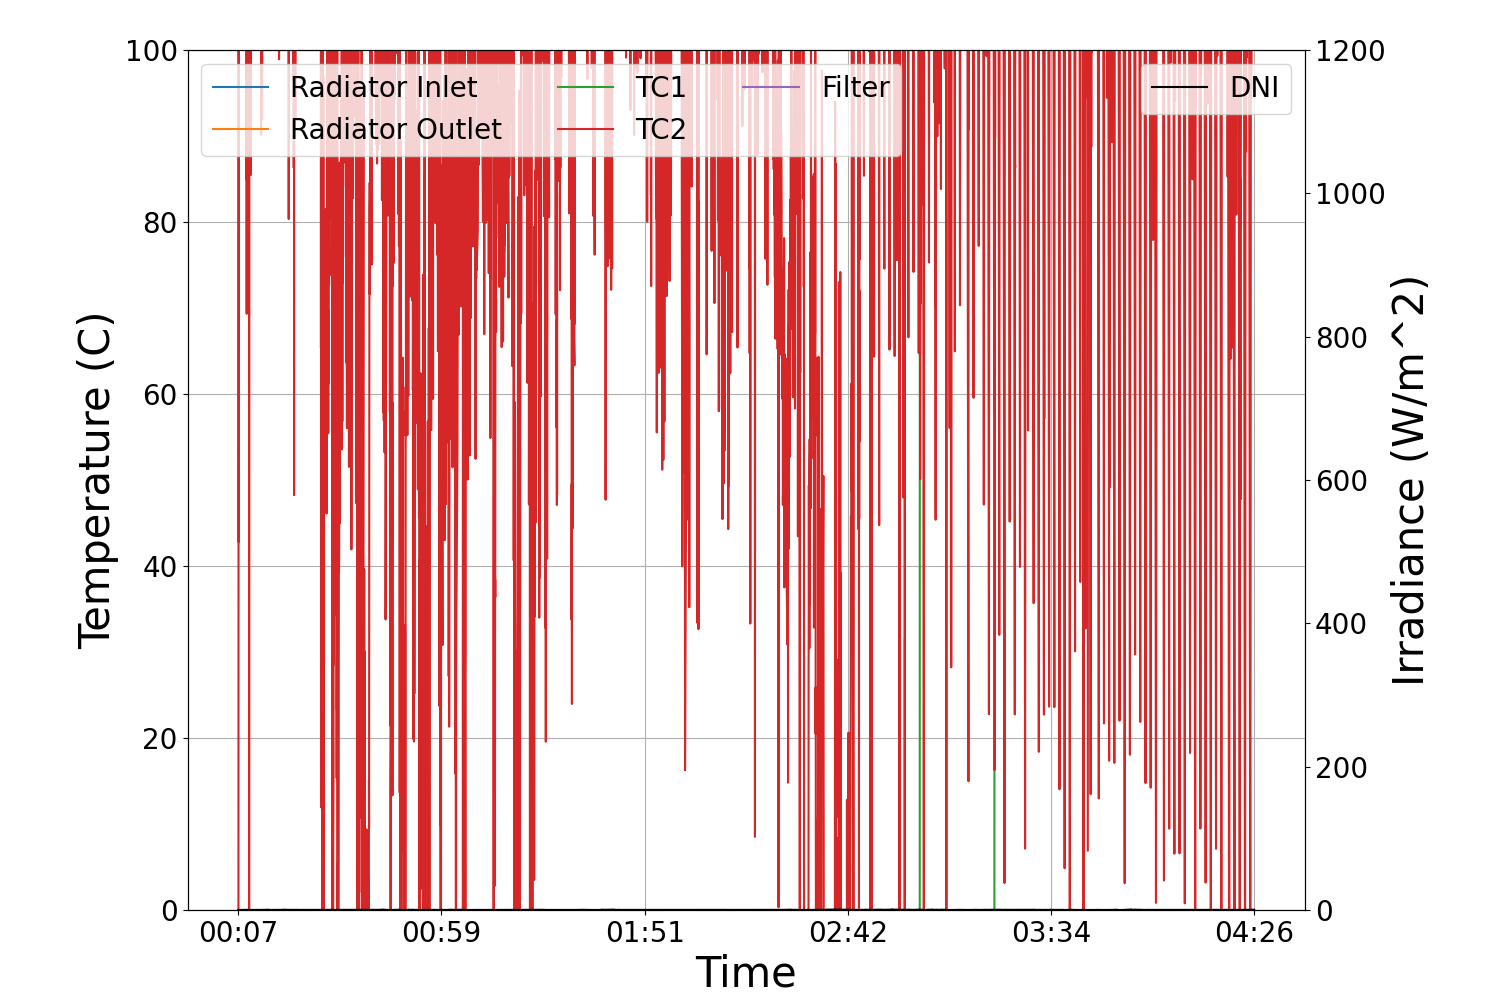 100
80
60
40
20
0
Temperature (C)
Radiator Inlet
Radiator Outlet
TC1
TC2
Filter
DNI
1200
1000
800
600
400
200
0
Irradiance (W/m^2)
00:07
00:59
01:51
02:42
03:34
04:26
Time